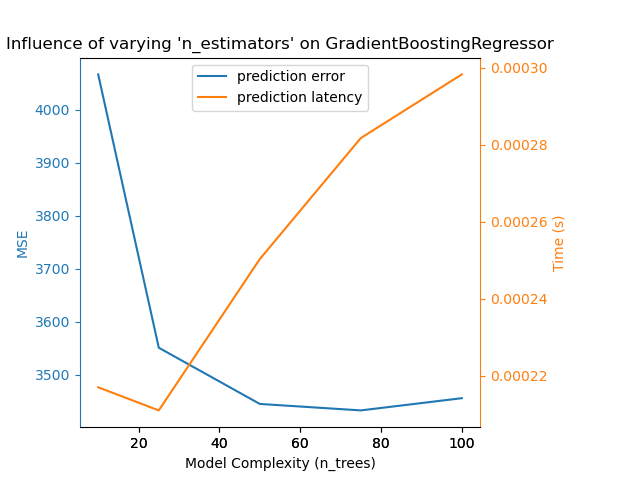 Influence of varying 'n_estimators' on GradientBoostingRegressor
prediction error
prediction latency
MSE
4000
3900
3800
3700
3600
3500
0.00030
0.00028
0.00026
0.00024
0.00022
Time (s)
20 40 60 80 100
Model Complexity (n_trees)